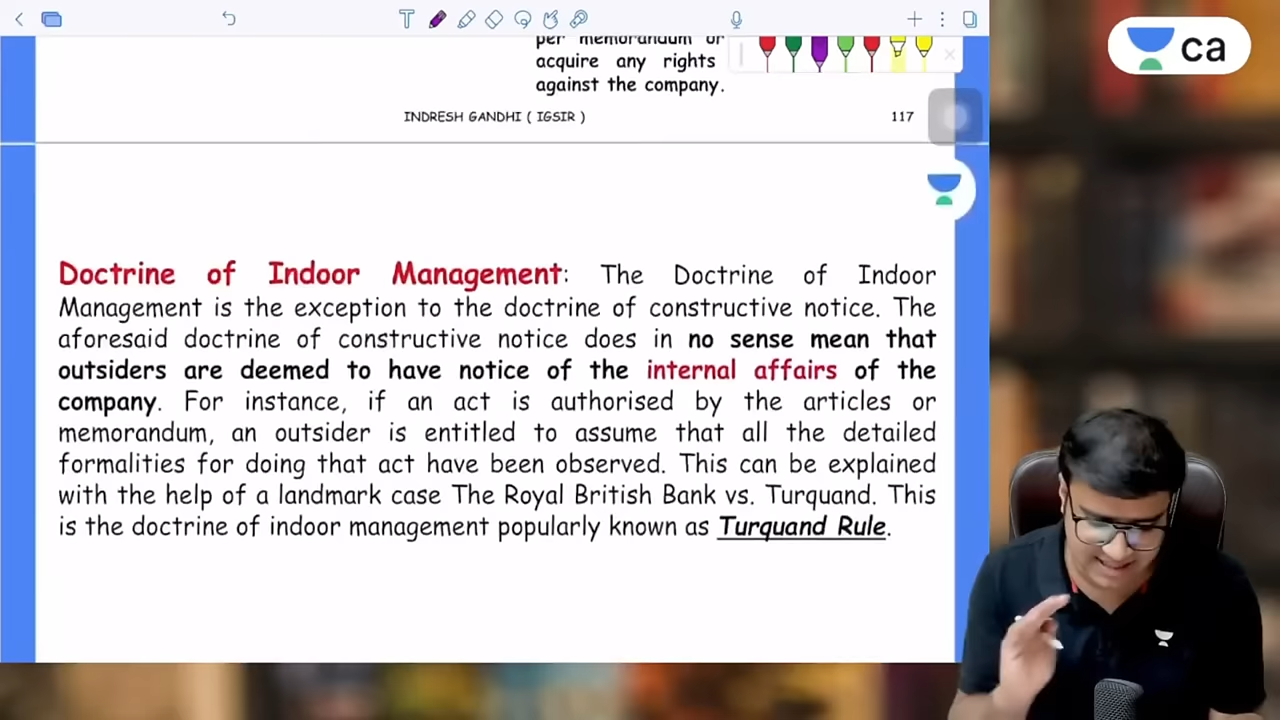 per memorandum or
acquire any rights
against the company.
ca
INDRESH GANDHI ( IGSIR )
117
Doctrine of Indoor Management: The Doctrine of Indoor
Management is the exception to the doctrine of constructive notice. The
aforesaid doctrine of constructive notice does in no sense mean that
outsiders are deemed to have notice of the internal affairs of the
company. For instance, if an act is authorised by the articles or
memorandum, an outsider is entitled to assume that all the detailed
formalities for doing that act have been observed. This can be explained
with the help of a landmark case The Royal British Bank vs. Turquand. This
is the doctrine of indoor management popularly known as Turquand Rule.